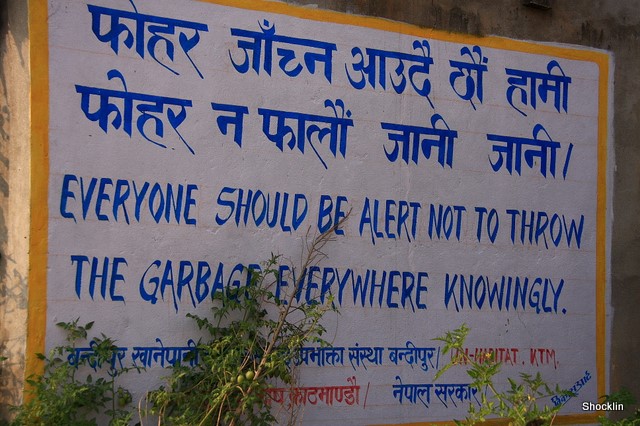 फोहर जाँच्न आउदै छौं हामी
फोहर न फालौं जानी जानी।
EVERYONE SHOULD BE ALERT NOT TO THROW
THE GARBAGE EVERYWHERE KNOWINGLY.
बन्दीपुर खानेपानी संस्था बन्दीपुर। UN-HABITAT, KTM.
काठमाण्डौ। नेपाल सरकार।
Shocklin